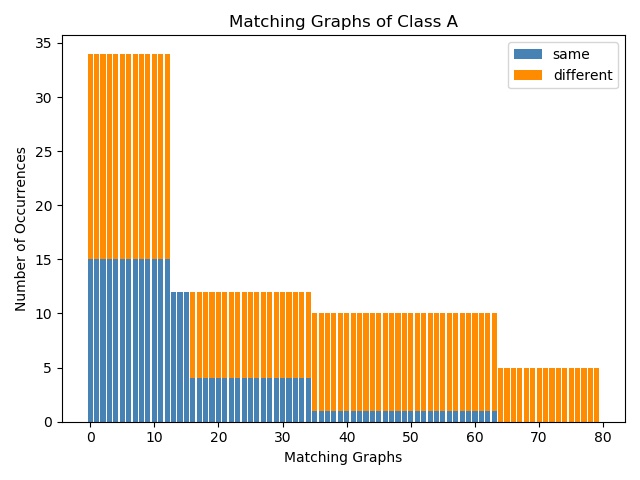 Matching Graphs of Class A
same
different
Number of Occurrences
35
30
25
20
15
10
5
0
0 10 20 30 40 50 60 70 80
Matching Graphs